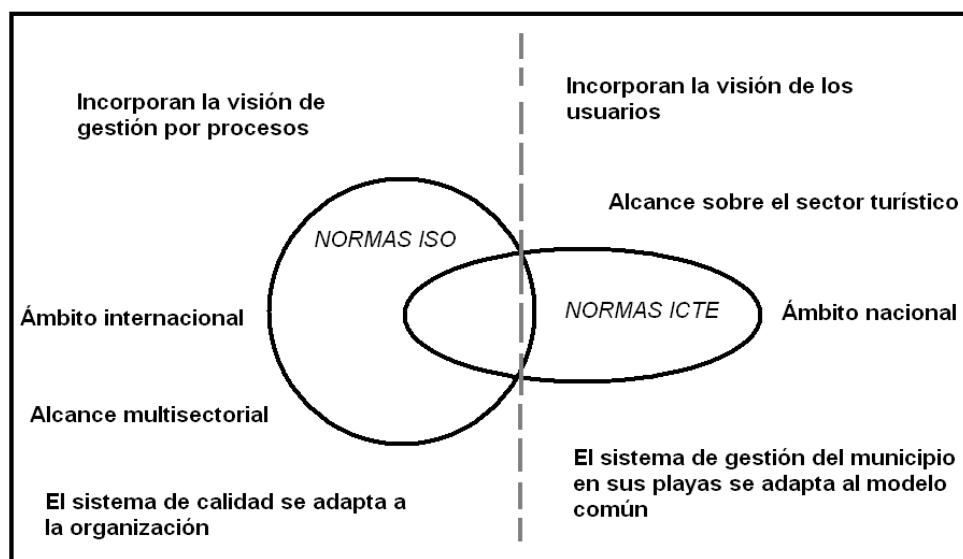 Incorporan la visión de
gestión por procesos
Incorporan la visión de los
usuarios
Alcance sobre el sector turístico
NORMAS ISO
Ámbito internacional
NORMAS ICTE
Ámbito nacional
Alcance multisectorial
El sistema de calidad se adapta a
la organización
El sistema de gestión del municipio
en sus playas se adapta al modelo
común